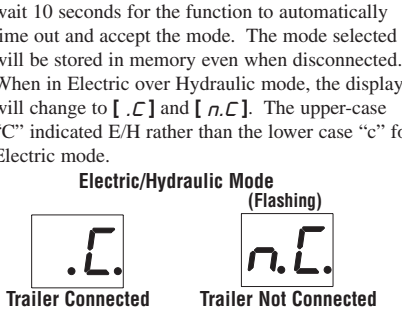 wait 10 seconds for the function to automatically
time out and accept the mode. The mode selected
will be stored in memory even when disconnected.
When in Electric over Hydraulic mode, the display
will change to [ .C ] and [ n.C ]. The upper-case
“C” indicated E/H rather than the lower case “c” fo
Electric mode.
Electric/Hydraulic Mode
(Flashing)
.C. n.C.
Trailer Connected Trailer Not Connected